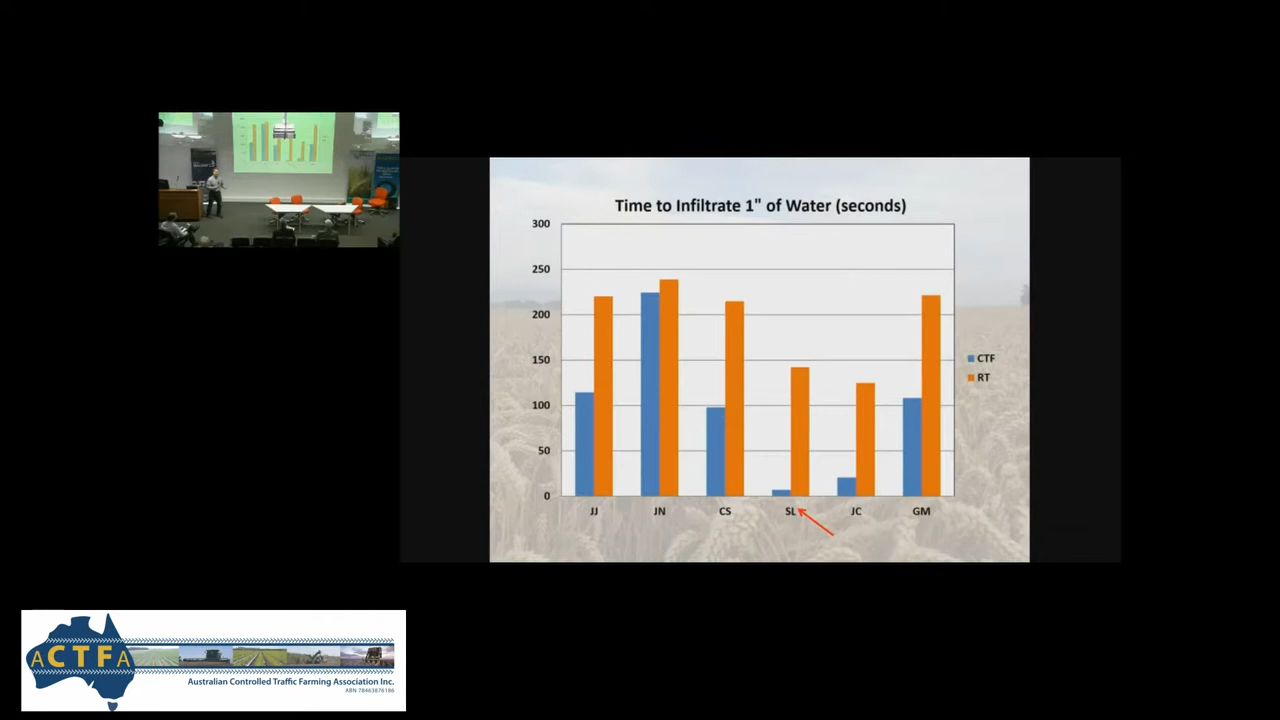 Time to Infiltrate 1" of Water (seconds)
300
250
200
150
100
50
0
JJ JN CS SL JC GM
CTF
RT
ACTFA
Australian Controlled Traffic Farming Association Inc.
ABN 78463876186